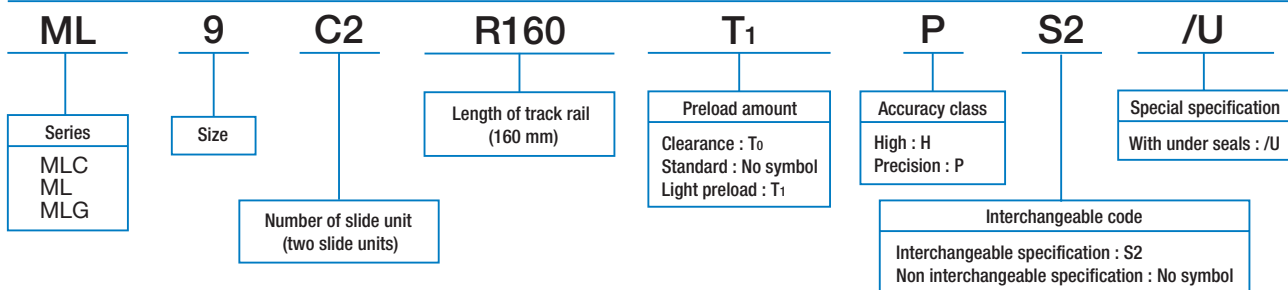 ML 9 C2 R160 T1 P S2 /U
Series
MLC
ML
MLG
Size
Number of slide unit
(two slide units)
Length of track rail
(160 mm)
Preload amount
Clearance : T0
Standard : No symbol
Light preload : T1
Accuracy class
High : H
Precision : P
Interchangeable code
Interchangeable specification : S2
Non interchangeable specification : No symbol
Special specification
With under seals : /U